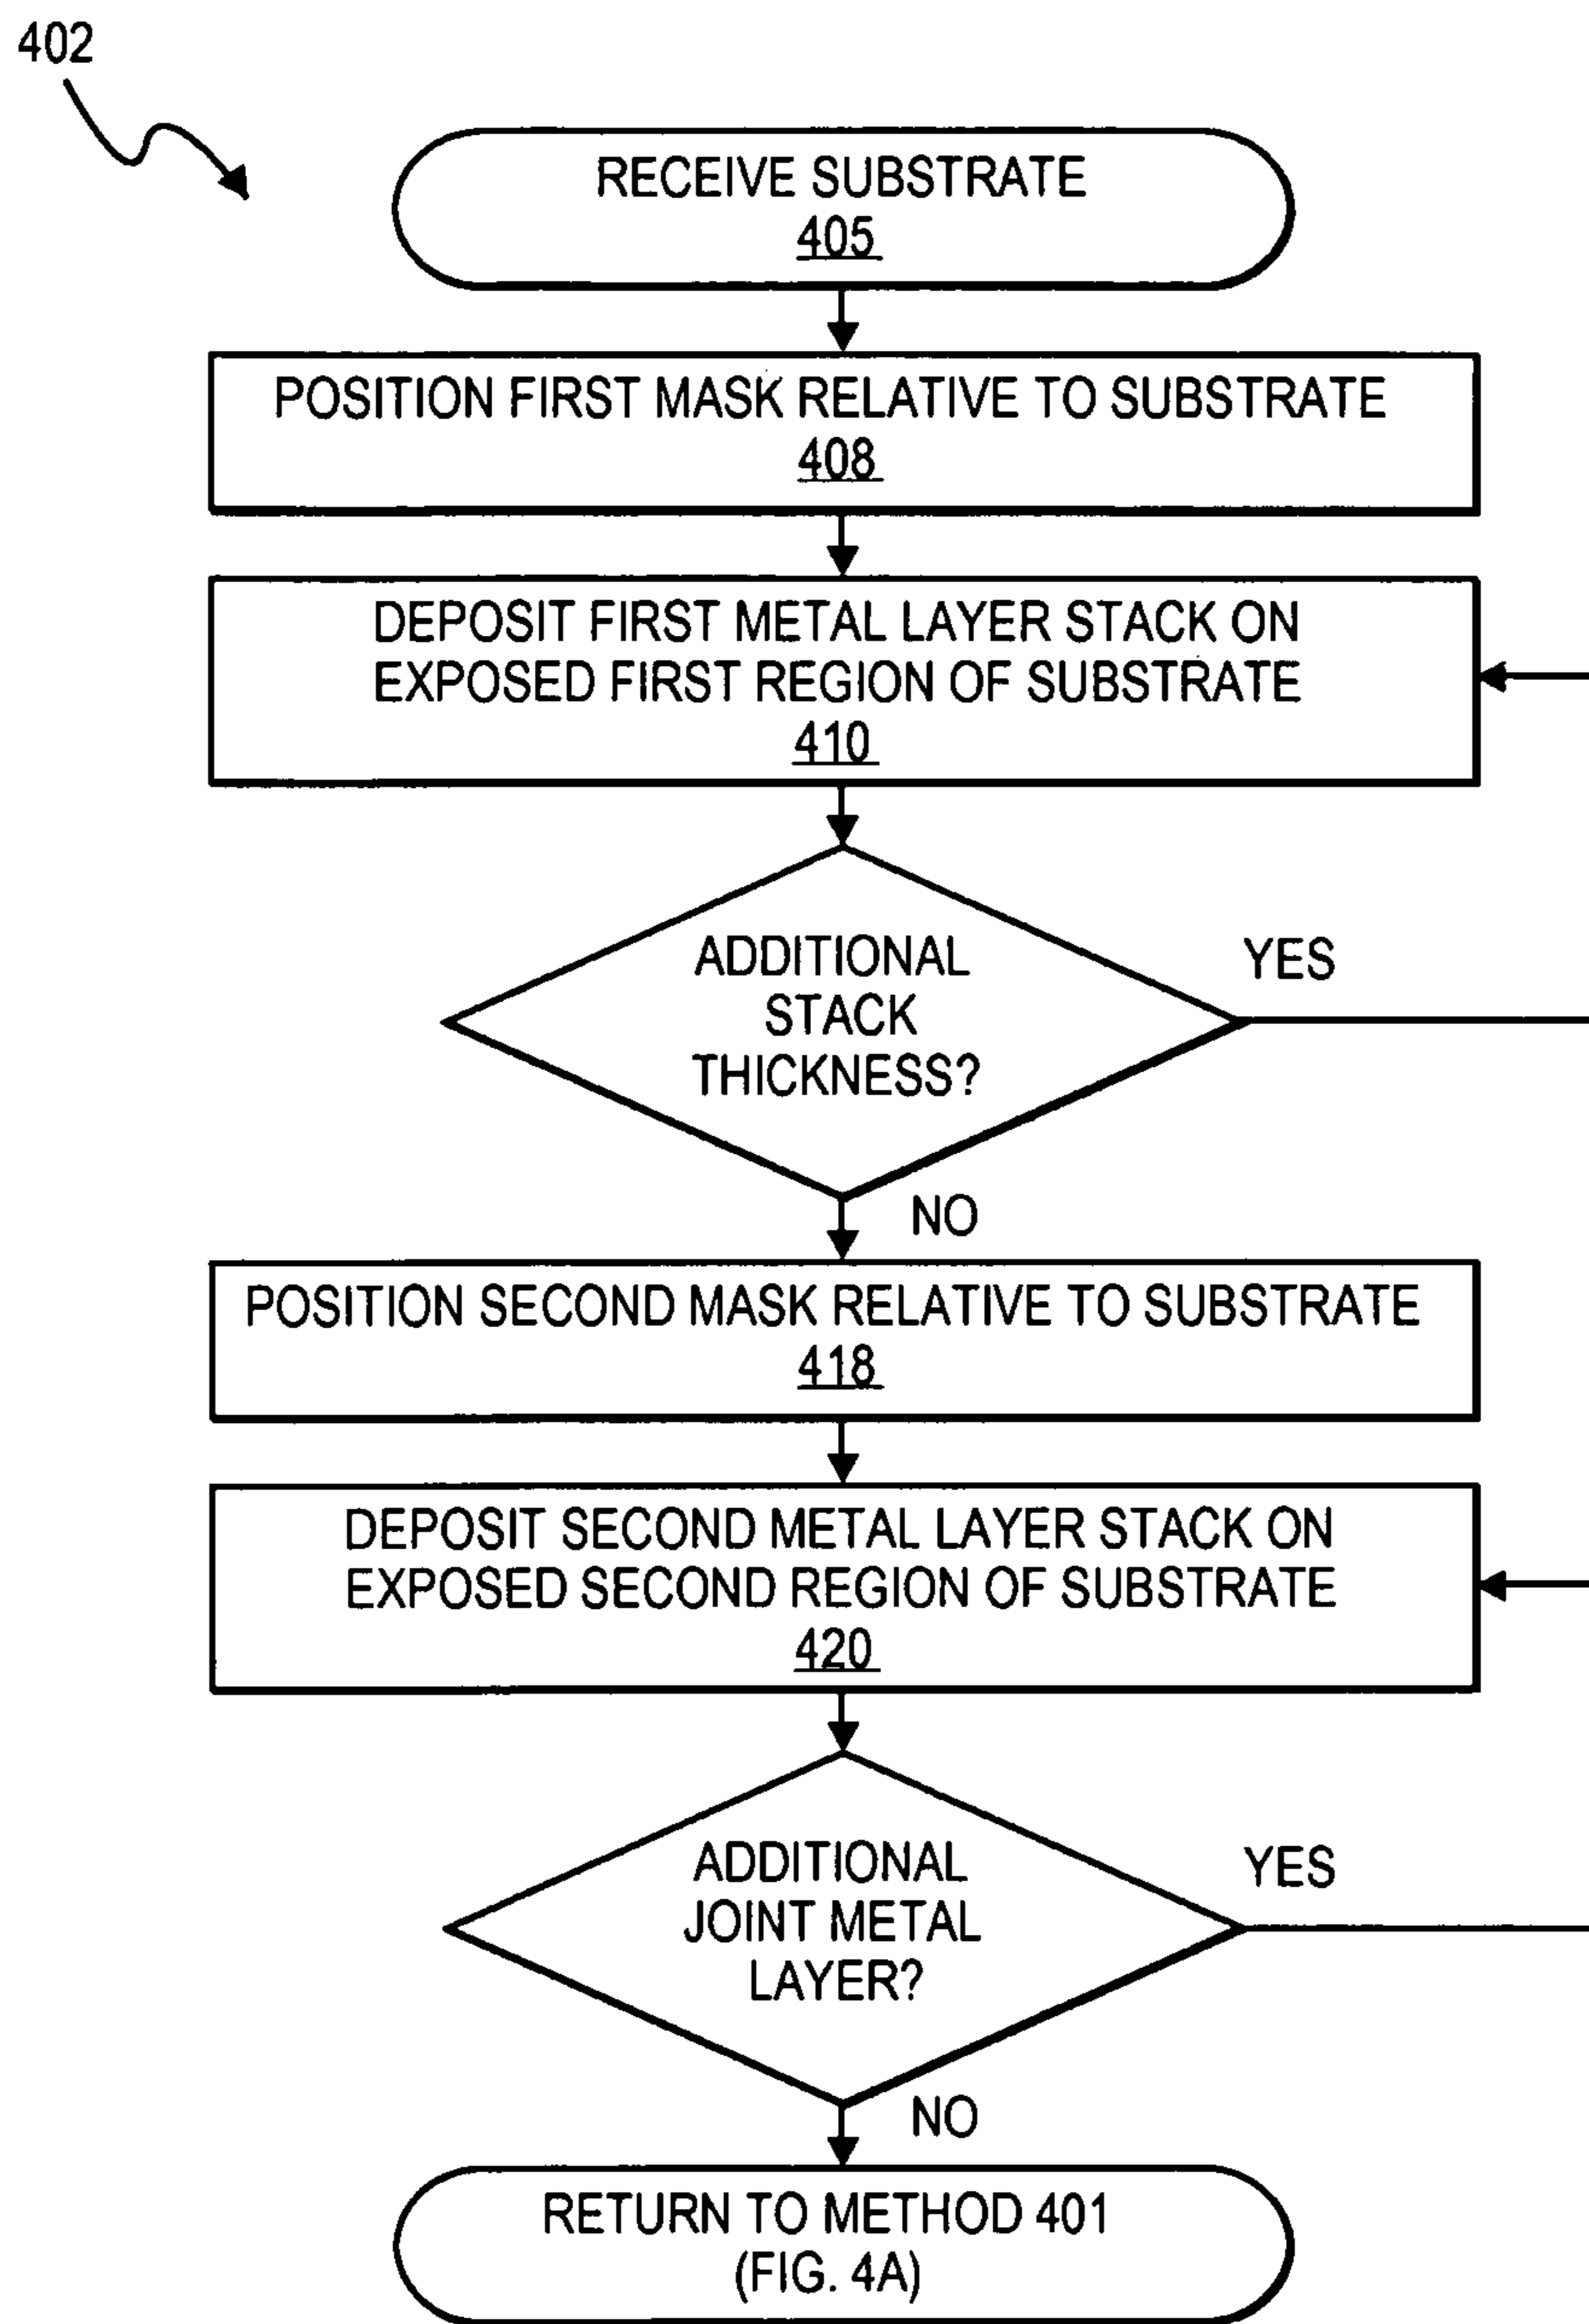 402
RECEIVE SUBSTRATE
405
POSITION FIRST MASK RELATIVE TO SUBSTRATE
408
DEPOSIT FIRST METAL LAYER STACK ON
EXPOSED FIRST REGION OF SUBSTRATE
410
ADDITIONAL
STACK
THICKNESS?
YES
NO
POSITION SECOND MASK RELATIVE TO SUBSTRATE
418
DEPOSIT SECOND METAL LAYER STACK ON
EXPOSED SECOND REGION OF SUBSTRATE
420
ADDITIONAL
JOINT METAL
LAYER?
YES
NO
RETURN TO METHOD 401
(FIG. 4A)